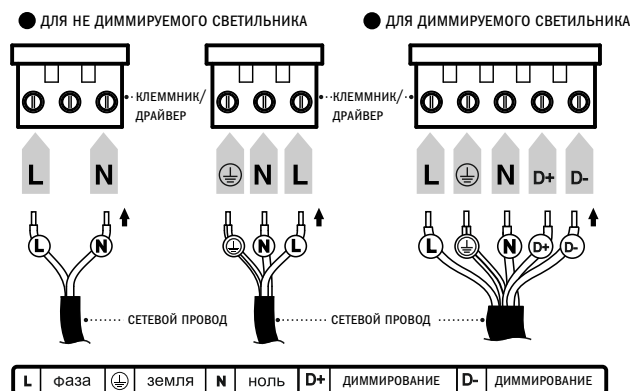 ДЛЯ НЕ ДИММИРУЕМОГО СВЕТИЛЬНИКА
ДЛЯ ДИММИРУЕМОГО СВЕТИЛЬНИКА
КЛЕММНИК/
ДРАЙВЕР
КЛЕММНИК/
ДРАЙВЕР
L N
N L
L N D+ D-
L N
N L
L N D+ D-
СЕТЕВОЙ ПРОВОД
СЕТЕВОЙ ПРОВОД
L фаза земля N ноль D+ ДИММИРОВАНИЕ D- ДИММИРОВАНИЕ